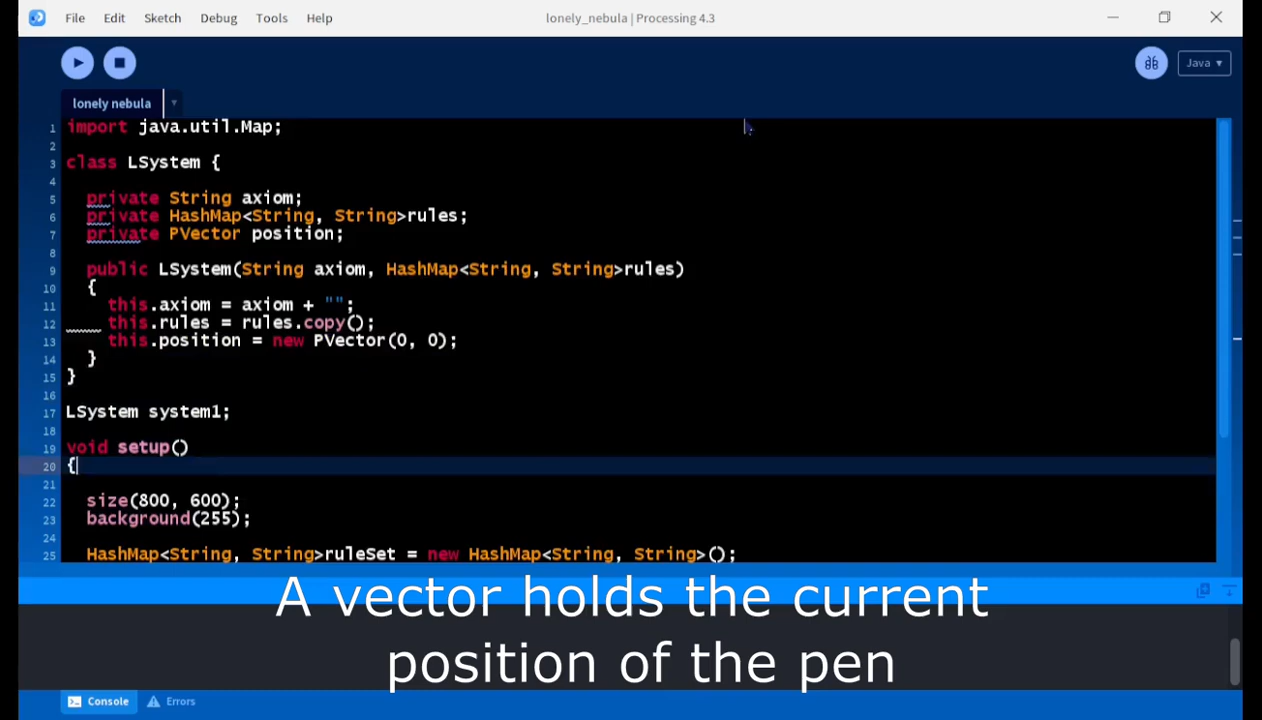 File Edit Sketch Debug Tools Help lonely_nebula | Processing 4.3
Java ▾
lonely nebula ▾
1 import java.util.Map;
2
3 class LSystem {
4
5 private String axiom;
6 private HashMap<String, String>rules;
7 private PVector position;
8
9 public LSystem(String axiom, HashMap<String, String>rules)
10 {
11 this.axiom = axiom + "";
12 this.rules = rules.copy();
13 this.position = new PVector(0, 0);
14 }
15 }
16
17 LSystem system1;
18
19 void setup()
20 {
21
22 size(800, 600);
23 background(255);
24
25 HashMap<String, String>ruleSet = new HashMap<String, String>();
A vector holds the current
position of the pen
Console Errors